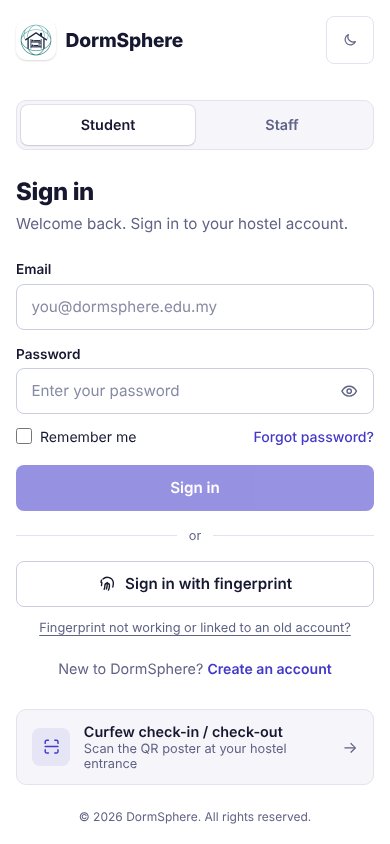 DormSphere
Student
Staff
Sign in
Welcome back. Sign in to your hostel account.
Email
you@dormsphere.edu.my
Password
Enter your password
Remember me
Forgot password?
Sign in
or
Sign in with fingerprint
Fingerprint not working or linked to an old account?
New to DormSphere? Create an account
Curfew check-in / check-out
Scan the QR poster at your hostel
entrance
© 2026 DormSphere. All rights reserved.